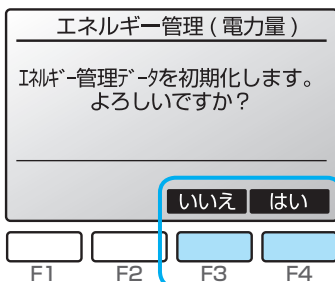 エネルギー管理(電力量)
ｴﾈﾙｷﾞｰ管理ﾃﾞｰﾀを初期化します。
よろしいですか？
いいえ はい
F1 F2 F3 F4